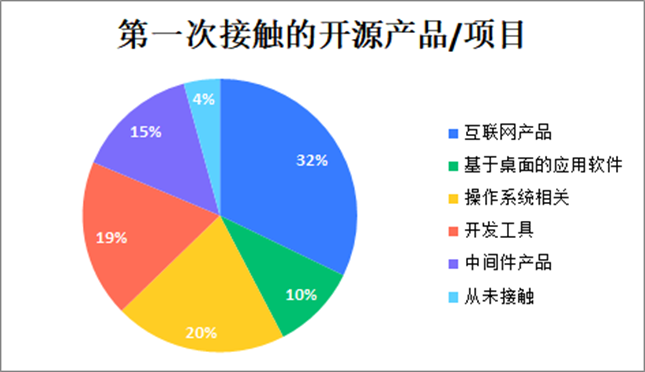 第一次接触的开源产品/项目
4%
15%
32%
19%
10%
20%
互联网产品
基于桌面的应用软件
操作系统相关
开发工具
中间件产品
从未接触